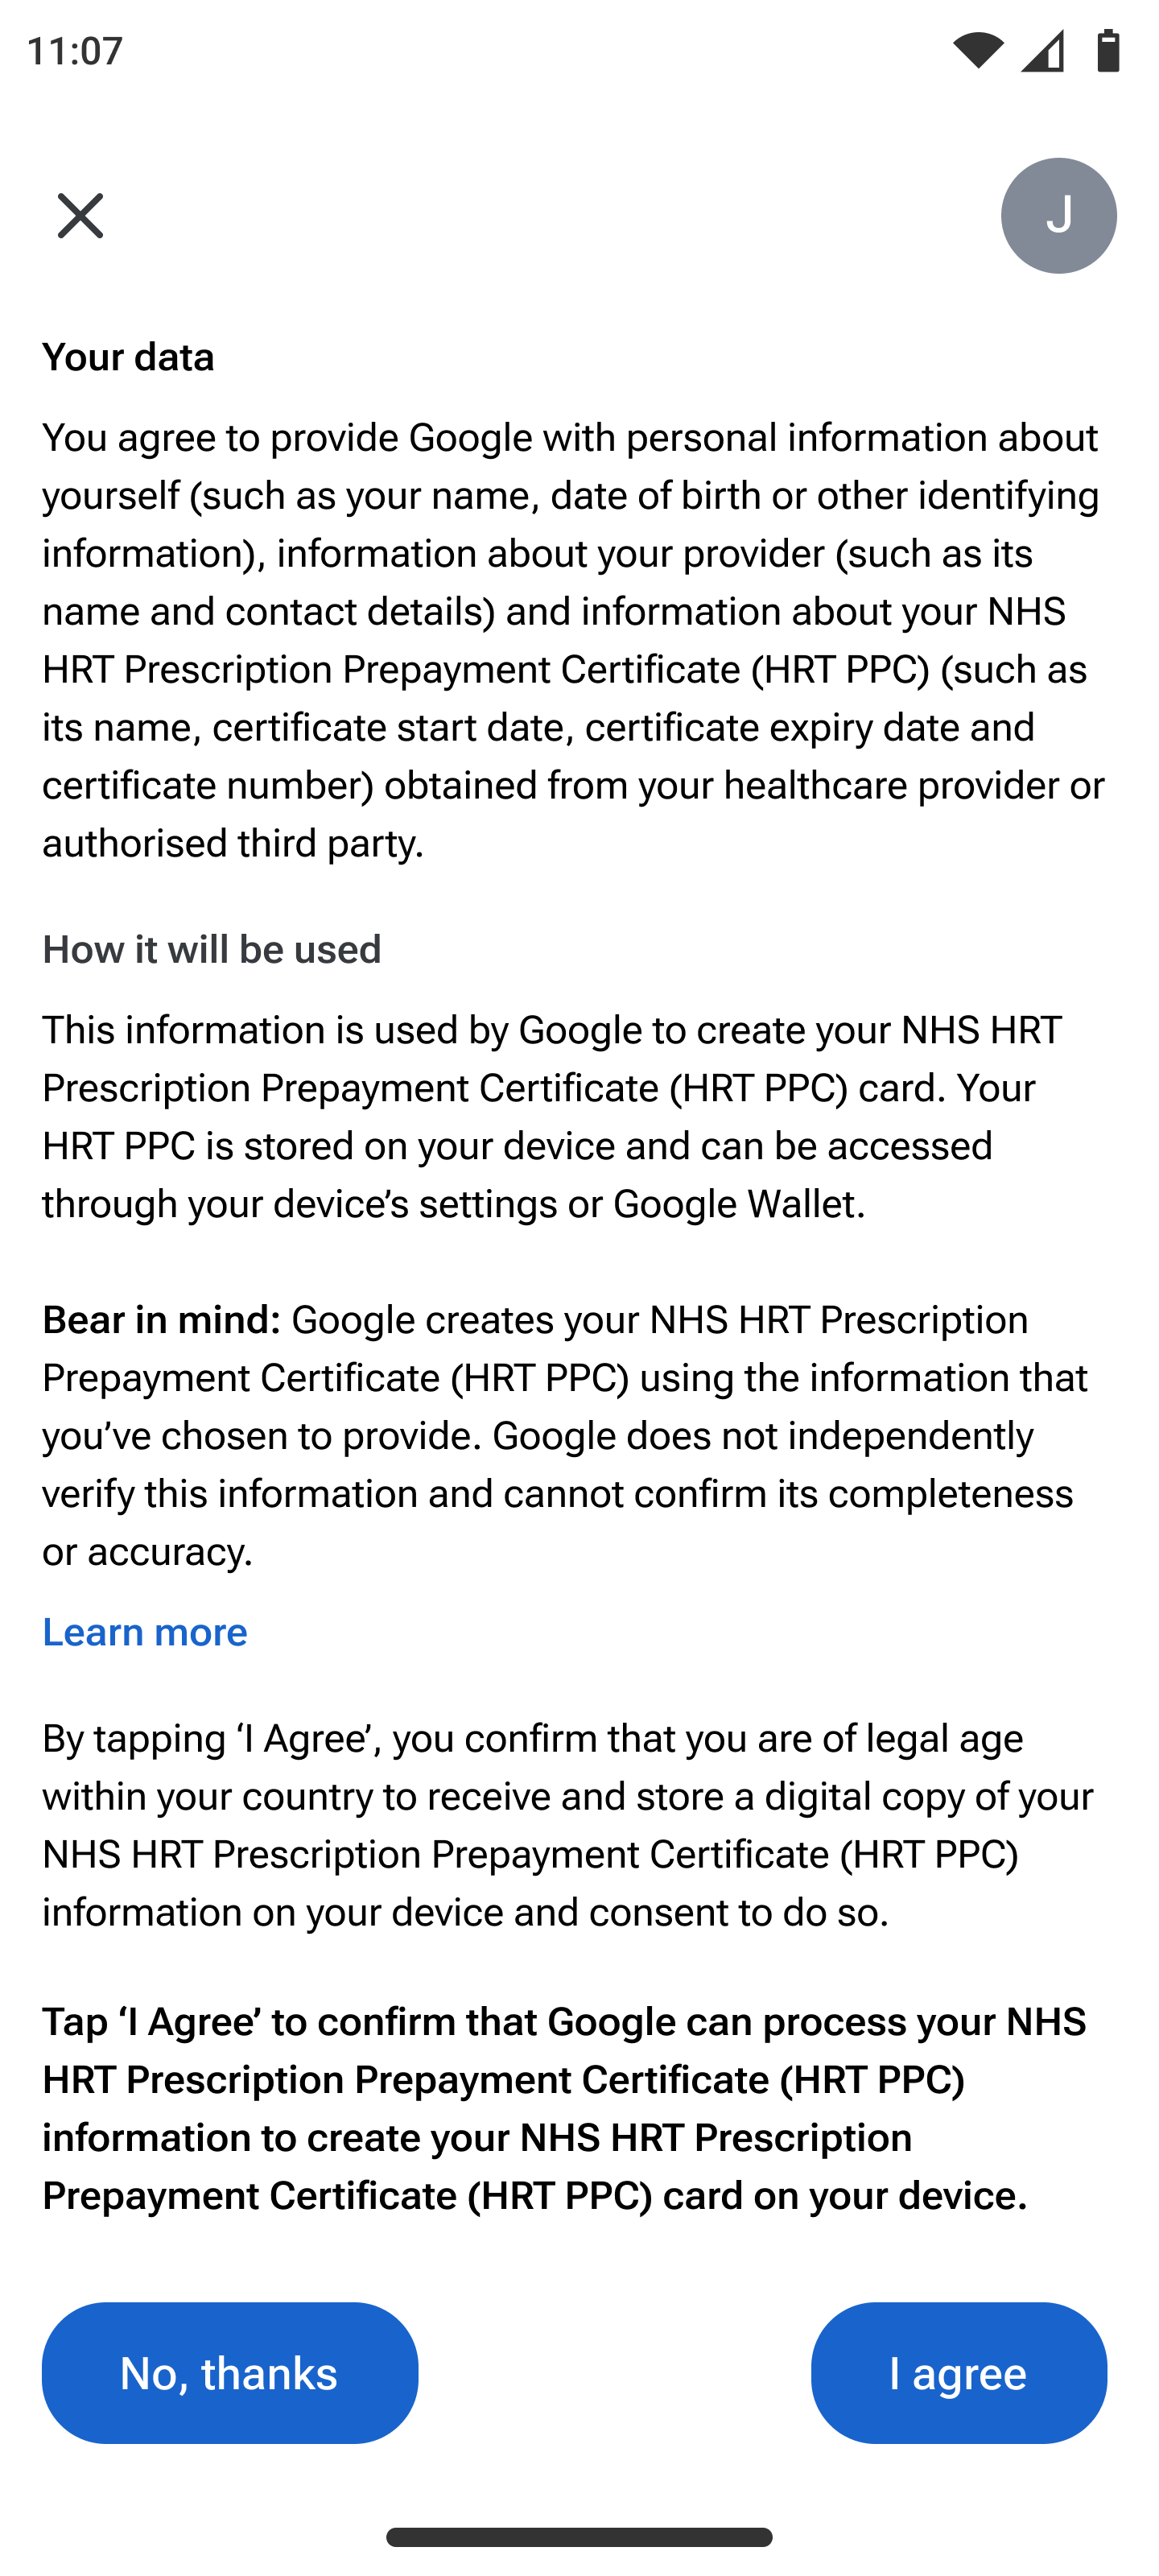 11:07
J
Your data
You agree to provide Google with personal information about
yourself (such as your name, date of birth or other identifying
information), information about your provider (such as its
name and contact details) and information about your NHS
HRT Prescription Prepayment Certificate (HRT PPC) (such as
its name, certificate start date, certificate expiry date and
certificate number) obtained from your healthcare provider or
authorised third party.
How it will be used
This information is used by Google to create your NHS HRT
Prescription Prepayment Certificate (HRT PPC) card. Your
HRT PPC is stored on your device and can be accessed
through your device’s settings or Google Wallet.
Bear in mind: Google creates your NHS HRT Prescription
Prepayment Certificate (HRT PPC) using the information that
you’ve chosen to provide. Google does not independently
verify this information and cannot confirm its completeness
or accuracy.
Learn more
By tapping ‘I Agree’, you confirm that you are of legal age
within your country to receive and store a digital copy of your
NHS HRT Prescription Prepayment Certificate (HRT PPC)
information on your device and consent to do so.
Tap ‘I Agree’ to confirm that Google can process your NHS
HRT Prescription Prepayment Certificate (HRT PPC)
information to create your NHS HRT Prescription
Prepayment Certificate (HRT PPC) card on your device.
No, thanks
I agree